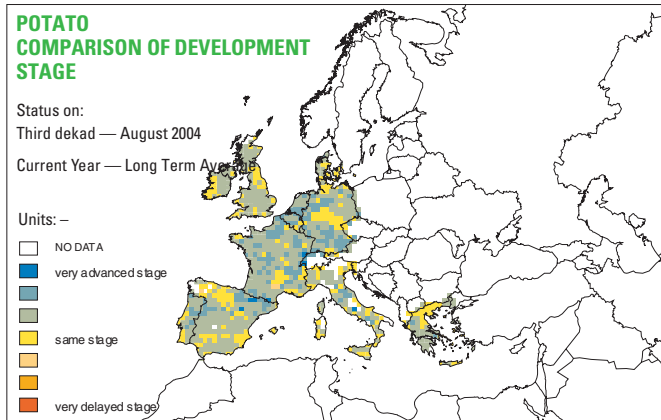 POTATO
COMPARISON OF DEVELOPMENT
STAGE
Status on:
Third dekad — August 2004
Current Year — Long Term Average
Units: –
NO DATA
very advanced stage
same stage
very delayed stage